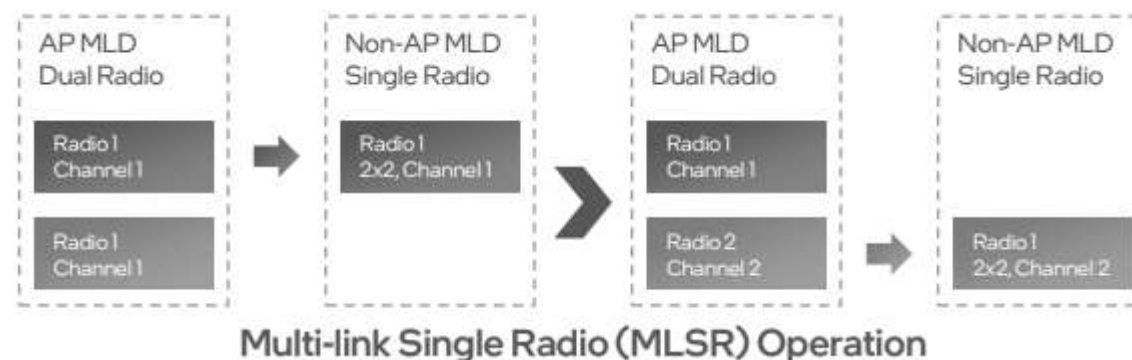 AP MLD
Dual Radio
Radio 1
Channel 1
Radio 1
Channel 1
Non-AP MLD
Single Radio
Radio 1
2x2, Channel 1
AP MLD
Dual Radio
Radio 1
Channel 1
Radio 2
Channel 2
Non-AP MLD
Single Radio
Radio 1
2x2, Channel 2
Multi-link Single Radio (MLSR) Operation